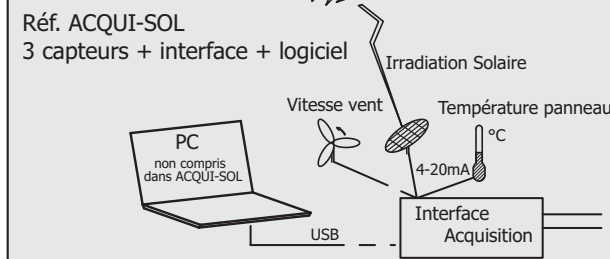 Réf. ACQUI-SOL
3 capteurs + interface + logiciel
Irradiation Solaire
Vitesse vent
Température panneau
°C
PC
non compris
dans ACQUI-SOL
4-20mA
Interface
Acquisition
USB